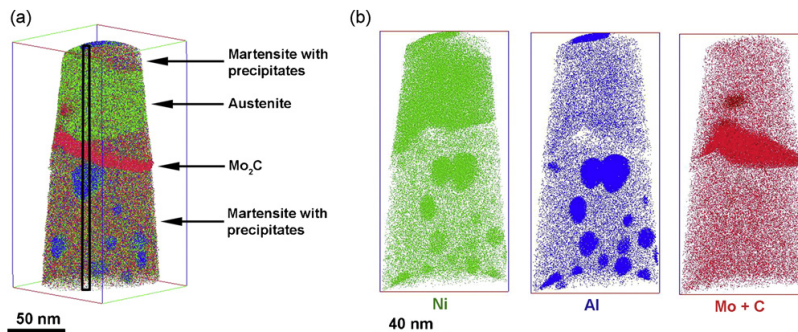 (a)
Martensite with
precipitates
Austenite
Mo₂C
Martensite with
precipitates
50 nm
(b)
Ni
Al
Mo + C
40 nm